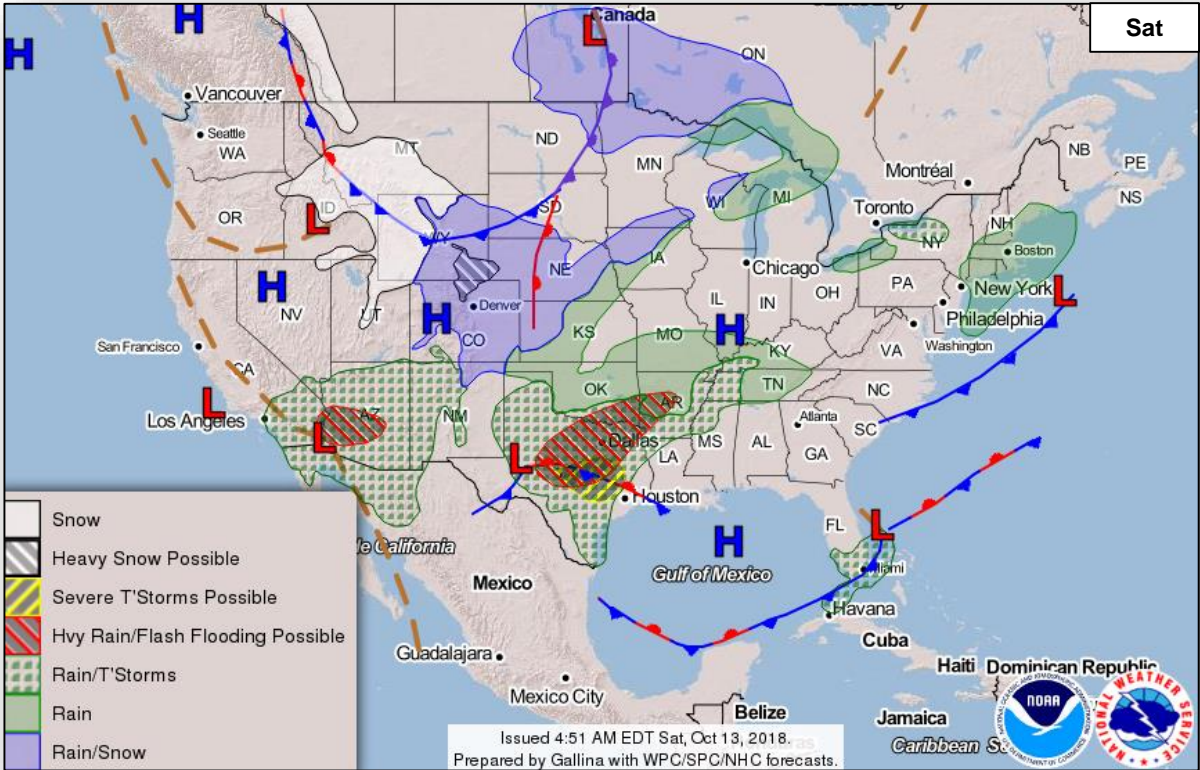 Sat
H
H
Canada
L
ON
Vancouver
Seattle
WA
MT
ND
MN
NB
PE
Montréal
NS
OR
ID
L
SD
WI
MI
Toronto
NH
NY
Boston
WY
H
NV
UT
NE
IA
Chicago
IL
IN
OH
PA
New York
L
Denver
H
CO
KS
MO
H
KY
Philadelphia
Washington
VA
San Francisco
CA
L
Los Angeles
AZ
L
NM
OK
AR
TN
NC
Dallas
MS
AL
Atlanta
GA
SC
L
LA
Houston
FL
L
H
Gulf of Mexico
Miami
Havana
Cuba
Mexico
le California
Guadalajara
Mexico City
Belize
Haiti
Dominican Republic
Jamaica
Snow
Heavy Snow Possible
Severe T'Storms Possible
Hvy Rain/Flash Flooding Possible
Rain/T'Storms
Rain
Rain/Snow
Issued 4:51 AM EDT Sat, Oct 13, 2018.
Prepared by Gallina with WPC/SPC/NHC forecasts.
Caribbean Se
NOAA
NATIONAL WEATHER SERVICE